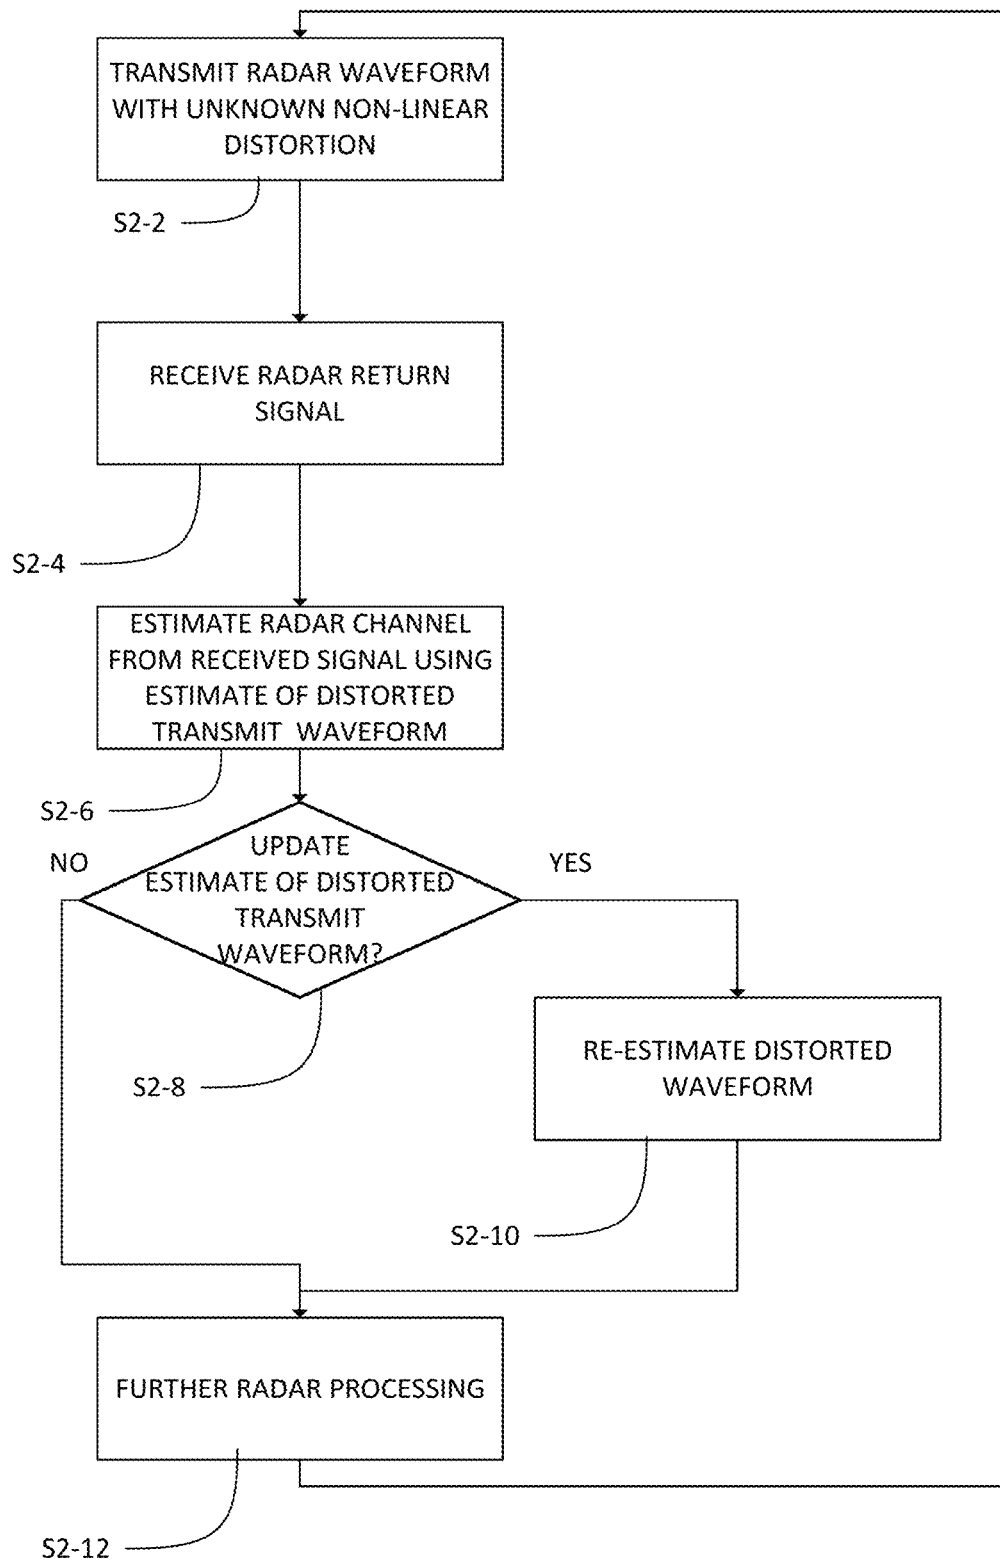 TRANSMIT RADAR WAVEFORM
WITH UNKNOWN NON-LINEAR
DISTORTION
S2-2
RECEIVE RADAR RETURN
SIGNAL
S2-4
ESTIMATE RADAR CHANNEL
FROM RECEIVED SIGNAL USING
ESTIMATE OF DISTORTED
TRANSMIT WAVEFORM
S2-6
NO
UPDATE
ESTIMATE OF DISTORTED
TRANSMIT
WAVEFORM?
YES
S2-8
RE-ESTIMATE DISTORTED
WAVEFORM
S2-10
FURTHER RADAR PROCESSING
S2-12